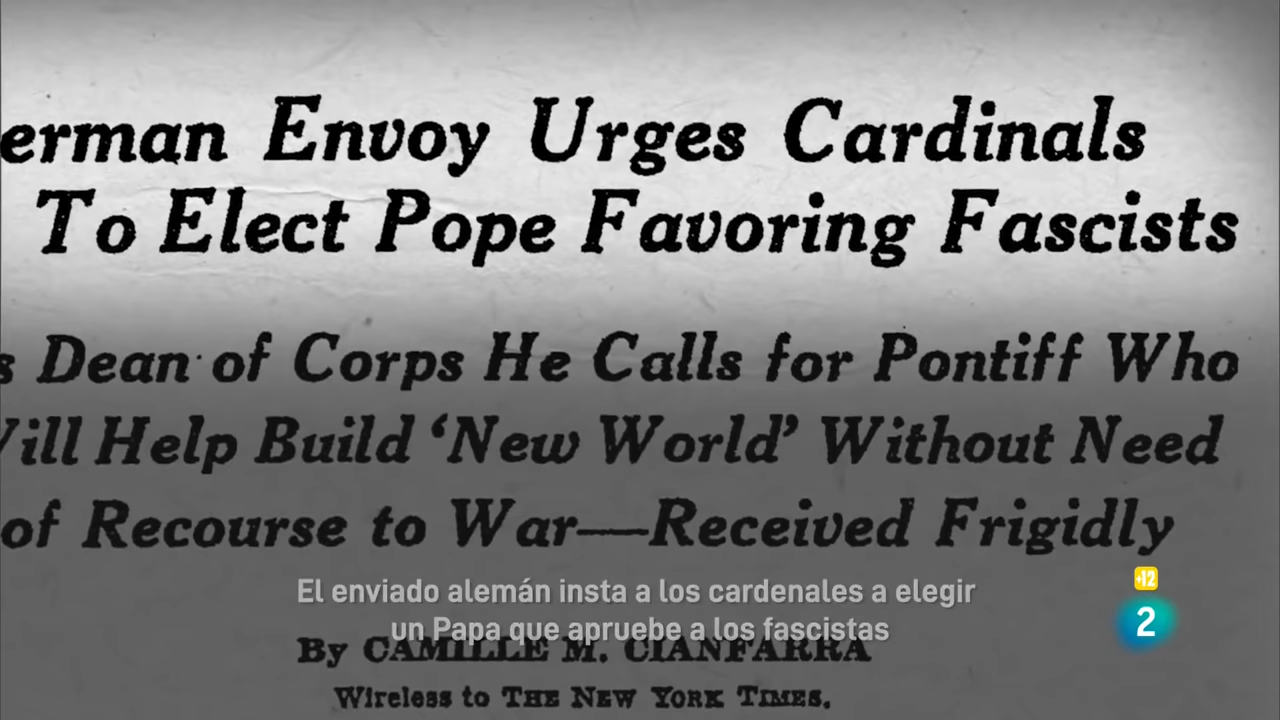 erman Envoy Urges Cardinals
To Elect Pope Favoring Fascists
s Dean of Corps He Calls for Pontiff Who
Will Help Build ‘New World’ Without Need
of Recourse to War—Received Frigidly
El enviado alemán insta a los cardenales a elegir
un Papa que apruebe a los fascistas
By CAMILLE M. CIANFARRA
Wireless to THE NEW YORK TIMES.
+12
2